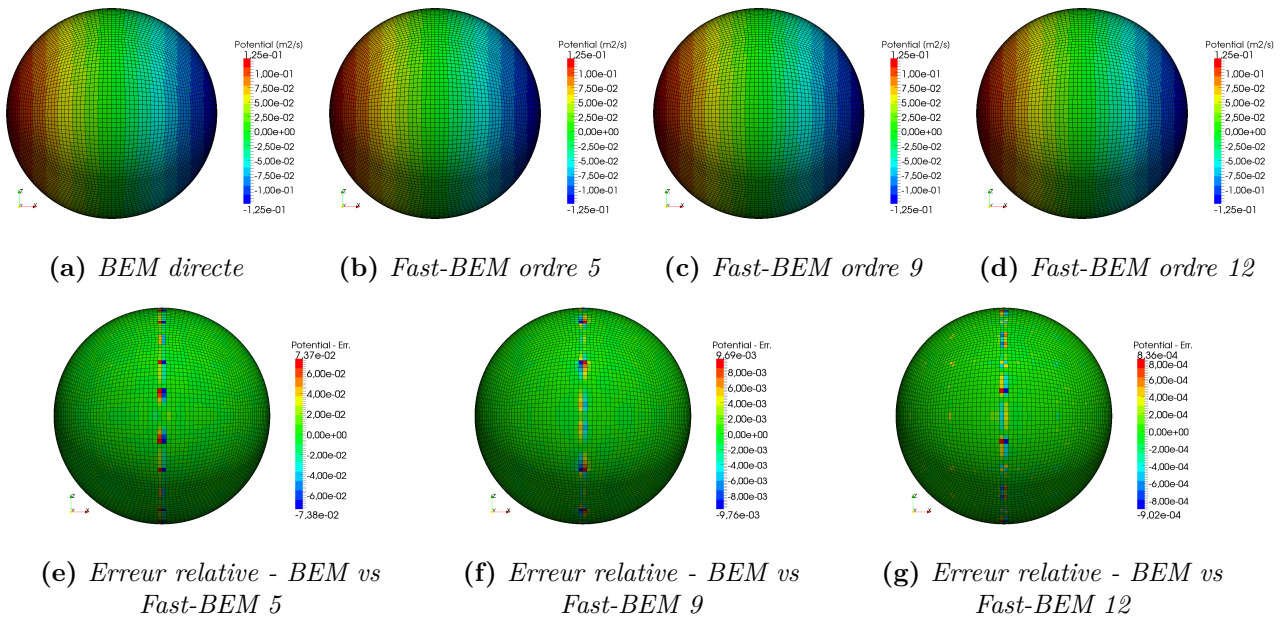 Potential (m2/s)
1,25e-01
1,00e-01
7,50e-02
5,00e-02
2,50e-02
0,00e+00
-2,50e-02
-5,00e-02
-7,50e-02
-1,00e-01
-1,25e-01
Potential (m2/s)
1,25e-01
1,00e-01
7,50e-02
5,00e-02
2,50e-02
0,00e+00
-2,50e-02
-5,00e-02
-7,50e-02
-1,00e-01
-1,25e-01
Potential (m2/s)
1,25e-01
1,00e-01
7,50e-02
5,00e-02
2,50e-02
0,00e+00
-2,50e-02
-5,00e-02
-7,50e-02
-1,00e-01
-1,25e-01
Potential (m2/s)
1,25e-01
1,00e-01
7,50e-02
5,00e-02
2,50e-02
0,00e+00
-2,50e-02
-5,00e-02
-7,50e-02
-1,00e-01
-1,25e-01
(a) BEM directe
(b) Fast-BEM ordre 5
(c) Fast-BEM ordre 9
(d) Fast-BEM ordre 12
Potential - Err.
7,37e-02
6,00e-02
4,00e-02
2,00e-02
0,00e+00
-2,00e-02
-4,00e-02
-6,00e-02
-7,38e-02
Potential - Err.
9,69e-03
8,00e-03
6,00e-03
4,00e-03
2,00e-03
0,00e+00
-2,00e-03
-4,00e-03
-6,00e-03
-8,00e-03
-9,76e-03
Potential - Err.
8,36e-04
8,00e-04
6,00e-04
4,00e-04
2,00e-04
0,00e+00
-2,00e-04
-4,00e-04
-6,00e-04
-8,00e-04
-9,02e-04
(e) Erreur relative - BEM vs
Fast-BEM 5
(f) Erreur relative - BEM vs
Fast-BEM 9
(g) Erreur relative - BEM vs
Fast-BEM 12